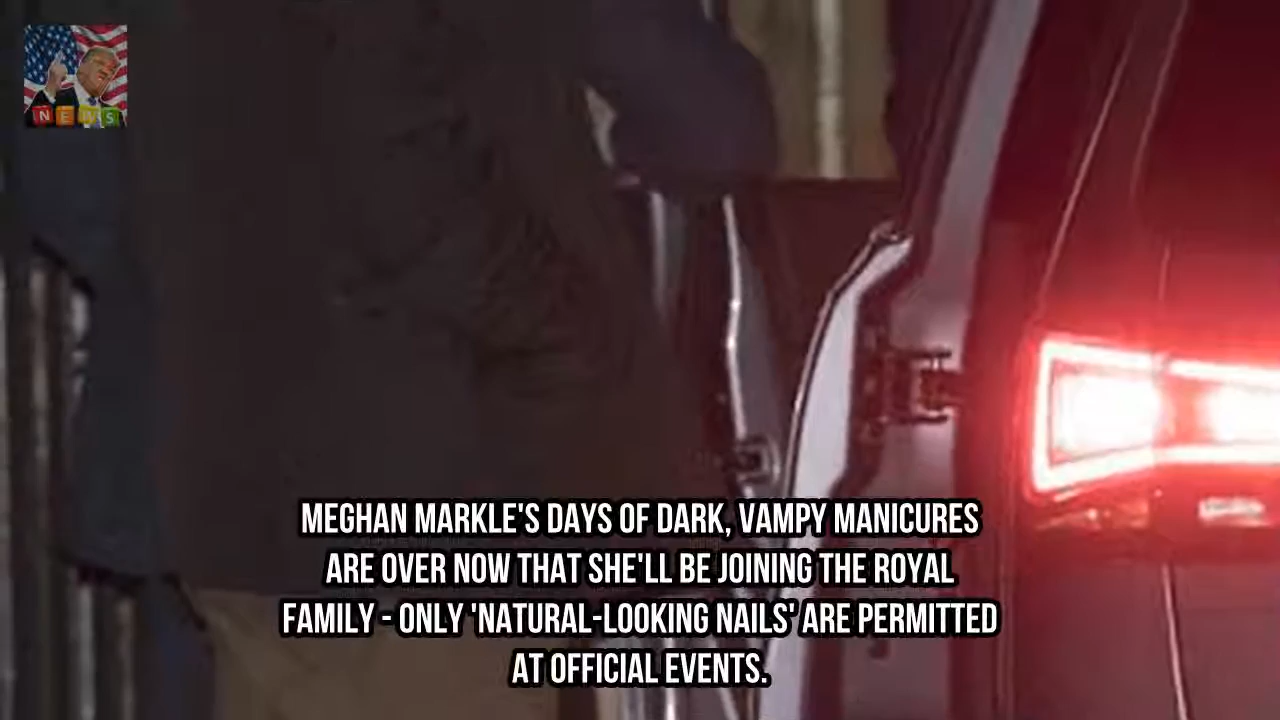 NEWS
MEGHAN MARKLE'S DAYS OF DARK, VAMPY MANICURES
ARE OVER NOW THAT SHE'LL BE JOINING THE ROYAL
FAMILY - ONLY 'NATURAL-LOOKING NAILS' ARE PERMITTED
AT OFFICIAL EVENTS.